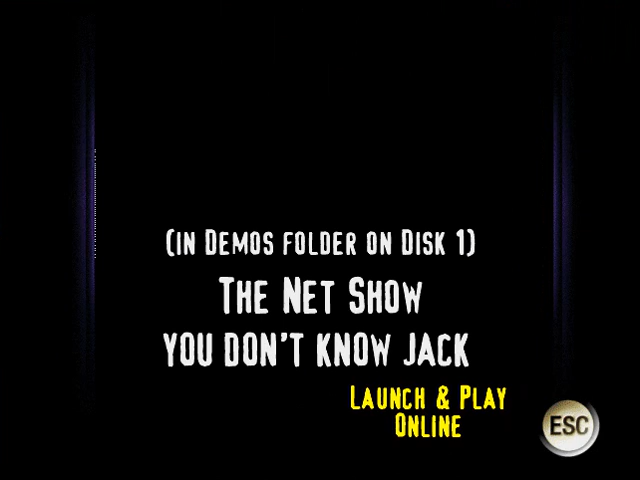 (in Demos folder on Disk 1)
The Net Show
YOU DON'T KNOW JACK
Launch & Play
Online
ESC